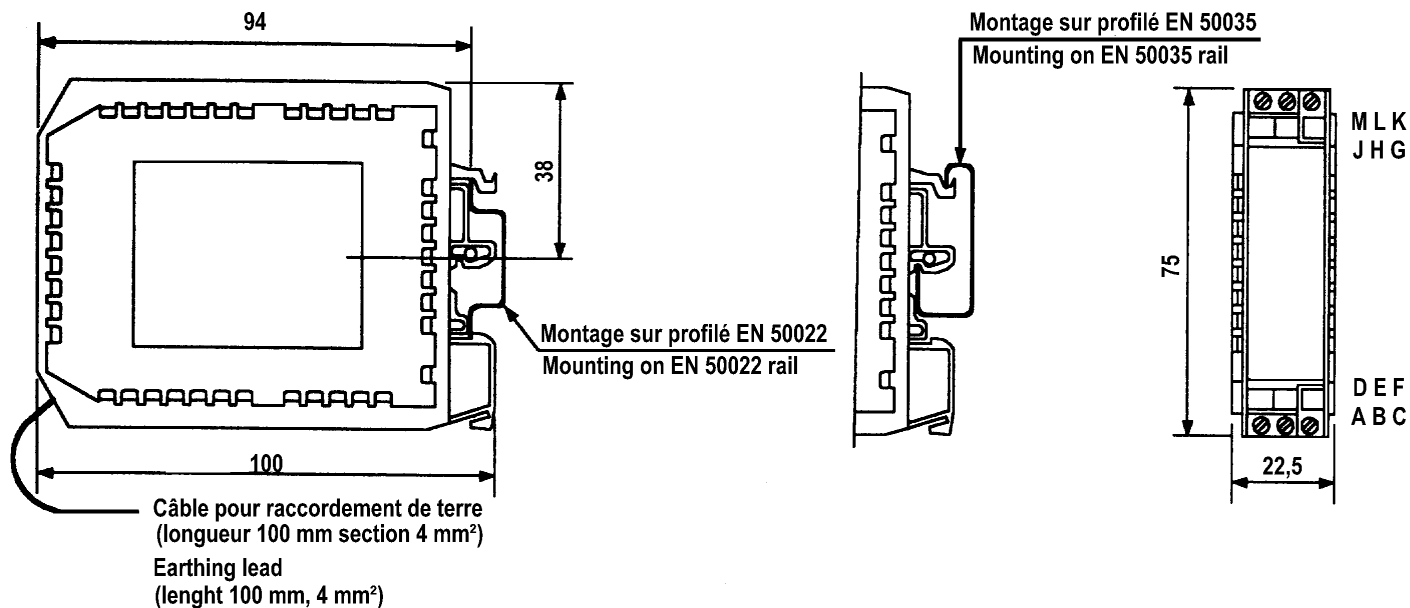 94
Montage sur profilé EN 50035
Mounting on EN 50035 rail
38
M L K
J H G
75
Montage sur profilé EN 50022
Mounting on EN 50022 rail
D E F
A B C
100
22,5
Câble pour raccordement de terre
(longueur 100 mm section 4 mm²)
Earthing lead
(lenght 100 mm, 4 mm²)